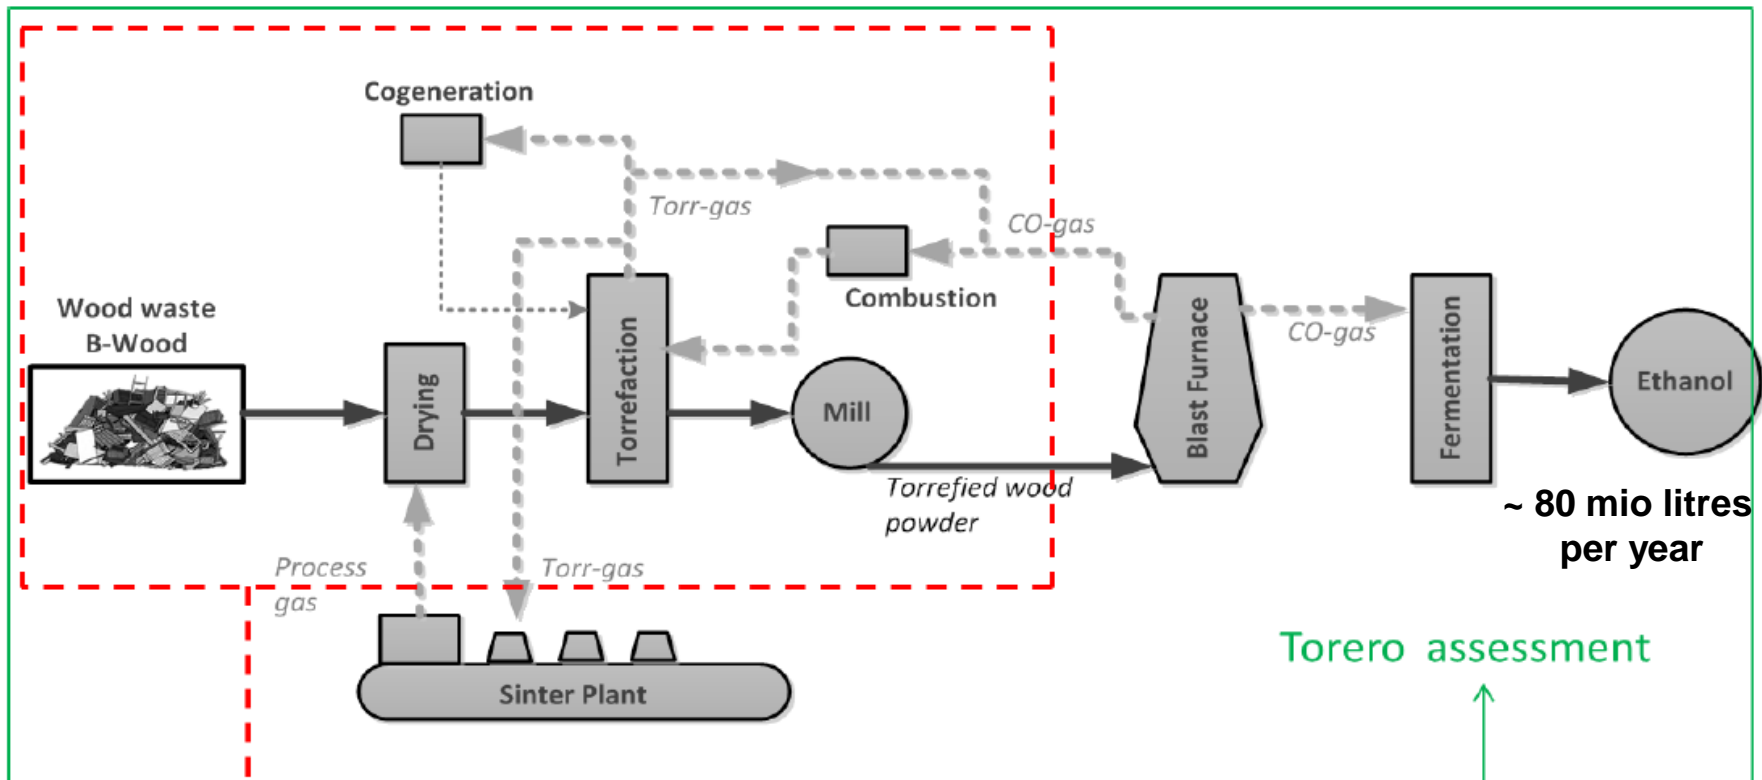 Cogeneration
Torr-gas
CO-gas
Combustion
Wood waste
B-Wood
Drying
Torrefaction
Mill
Blast Furnace
CO-gas
Fermentation
Ethanol
Torrefied wood
powder
~ 80 mio litres
per year
Process
gas
Torr-gas
Sinter Plant
Torero assessment